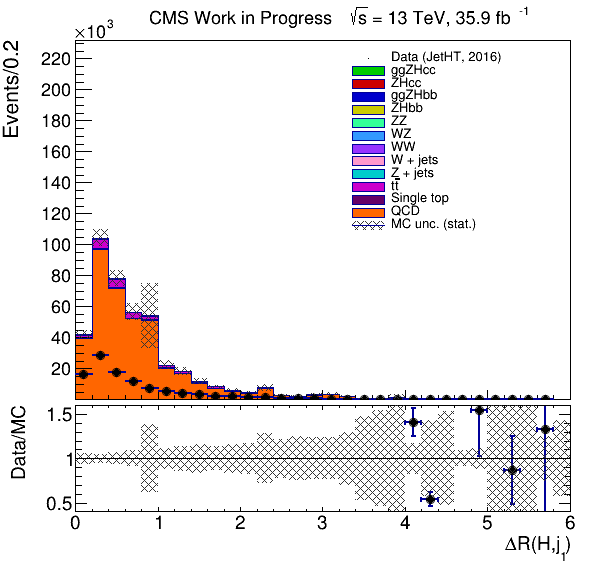 CMS Work in Progress √s = 13 TeV, 35.9 fb⁻¹
×10³
Events/0.2
220
200
180
160
140
120
100
80
60
40
20
Data (JetHT, 2016)
ggZHcc
ZHcc
ggZHbb
ZHbb
ZZ
WZ
WW
W + jets
Z + jets
tt̅
Single top
QCD
MC unc. (stat.)
Data/MC
1.5
1
0.5
0 1 2 3 4 5 6
ΔR(H,j₁)